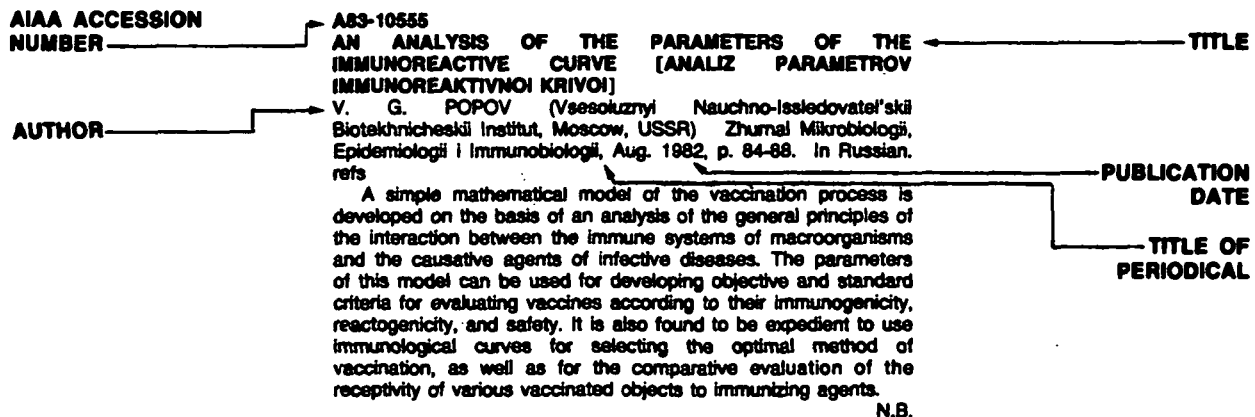 AIAA ACCESSION
NUMBER
A83-10555
AN ANALYSIS OF THE PARAMETERS OF THE
IMMUNOREACTIVE CURVE [ANALIZ PARAMETROV
IMMUNOREAKTIVNOI KRIVOI]
TITLE
AUTHOR
V. G. POPOV (Vsesoiuznyi Nauchno-Issledovatel'skii
Biotekhnicheskii Institut, Moscow, USSR) Zhurnal Mikrobiologii,
Epidemiologii i Immunobiologii, Aug. 1982, p. 84-88. In Russian.
refs
PUBLICATION
DATE
TITLE OF
PERIODICAL
A simple mathematical model of the vaccination process is
developed on the basis of an analysis of the general principles of
the interaction between the immune systems of macroorganisms
and the causative agents of infective diseases. The parameters
of this model can be used for developing objective and standard
criteria for evaluating vaccines according to their immunogenicity,
reactogenicity, and safety. It is also found to be expedient to use
immunological curves for selecting the optimal method of
vaccination, as well as for the comparative evaluation of the
receptivity of various vaccinated objects to immunizing agents.
N.B.